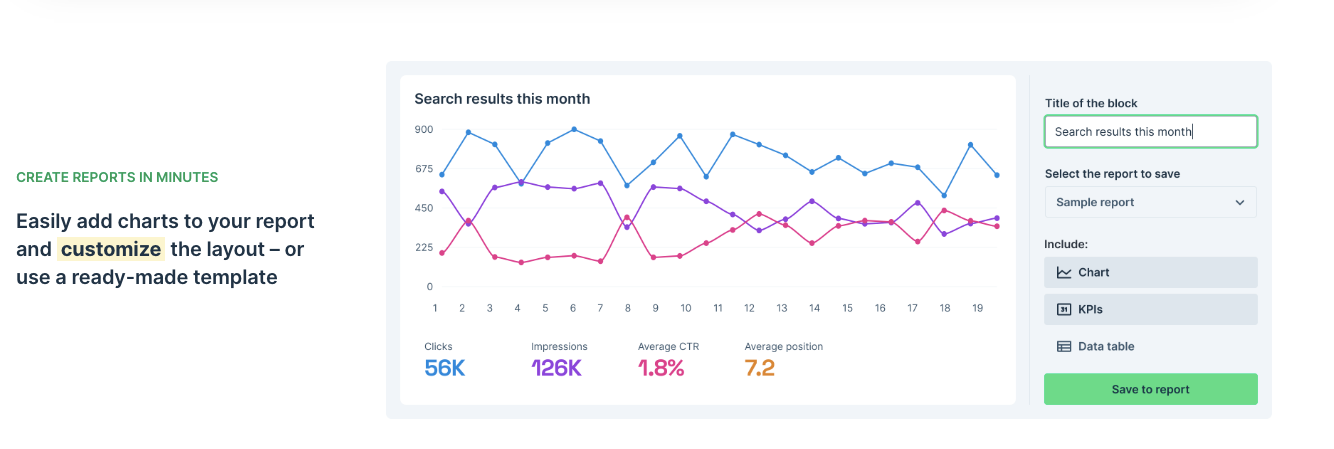 CREATE REPORTS IN MINUTES
Easily add charts to your report
and customize the layout – or
use a ready-made template
Search results this month
900
675
450
225
0
1 2 3 4 5 6 7 8 9 10 11 12 13 14 15 16 17 18 19
Clicks Impressions Average CTR Average position
56K 126K 1.8% 7.2
Title of the block
Search results this month
Select the report to save
Sample report
Include:
Chart
31 KPIs
Data table
Save to report